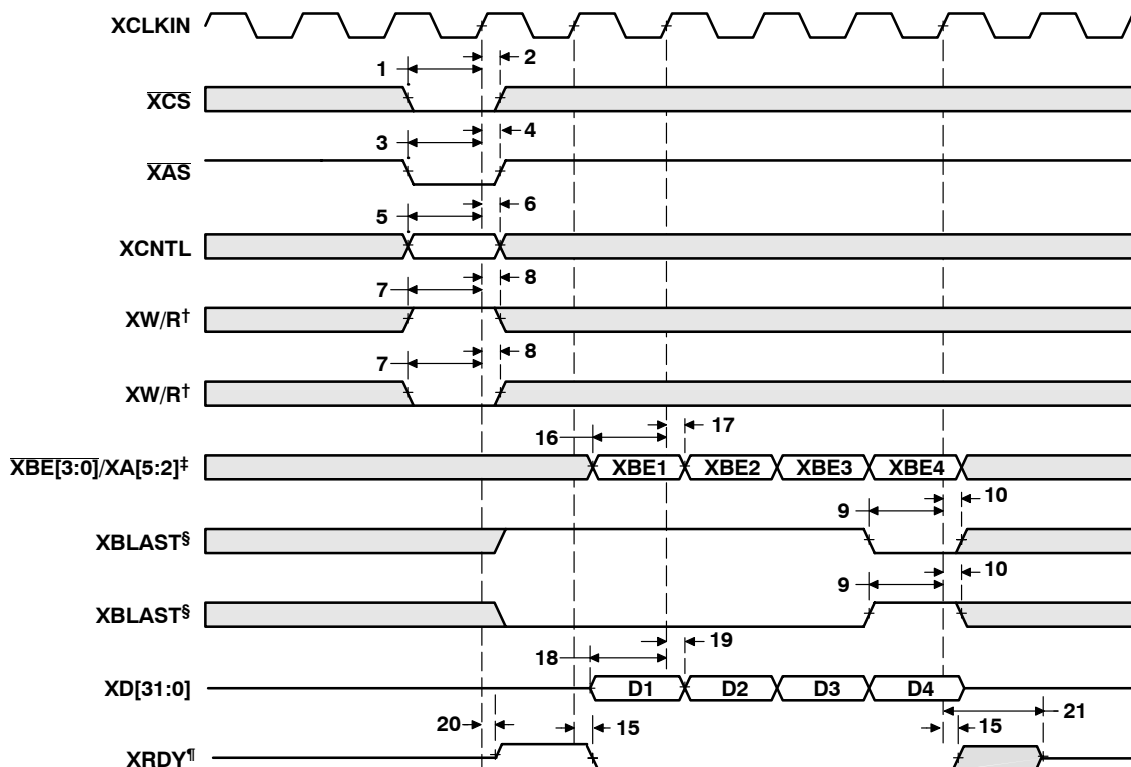 XCLKIN
1
2
XCS
3
4
XAS
5
6
XCNTL
7
8
XW/R†
7
8
XW/R†
16
17
XBE[3:0]/XA[5:2]‡
XBE1 XBE2 XBE3 XBE4
9
10
XBLAST§
9
10
XBLAST§
18
19
XD[31:0]
D1 D2 D3 D4
20
15
15
21
XRDY¶